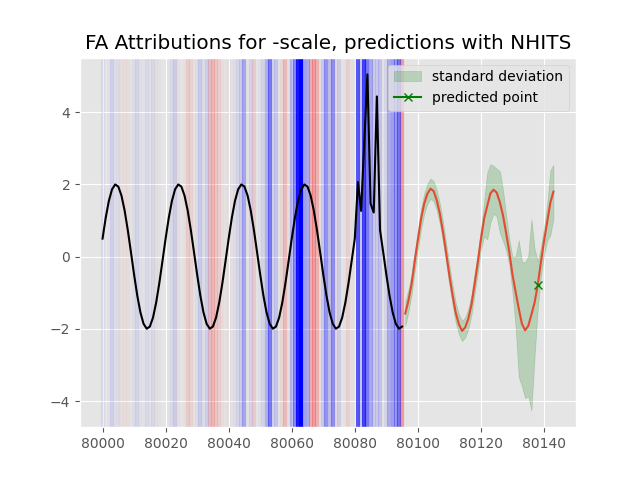 FA Attributions for -scale, predictions with NHITS
standard deviation
predicted point
4
2
0
−2
−4
80000 80020 80040 80060 80080 80100 80120 80140